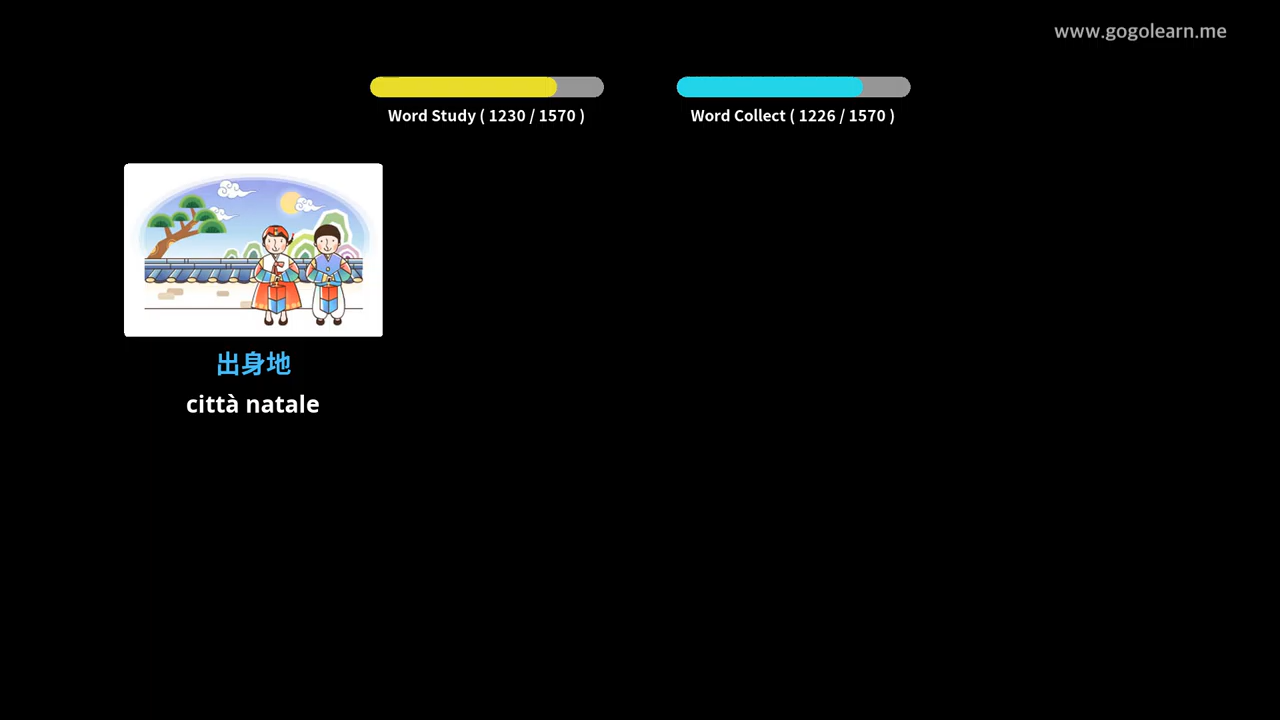 www.gogolearn.me
Word Study ( 1230 / 1570 )
Word Collect ( 1226 / 1570 )
出身地
città natale